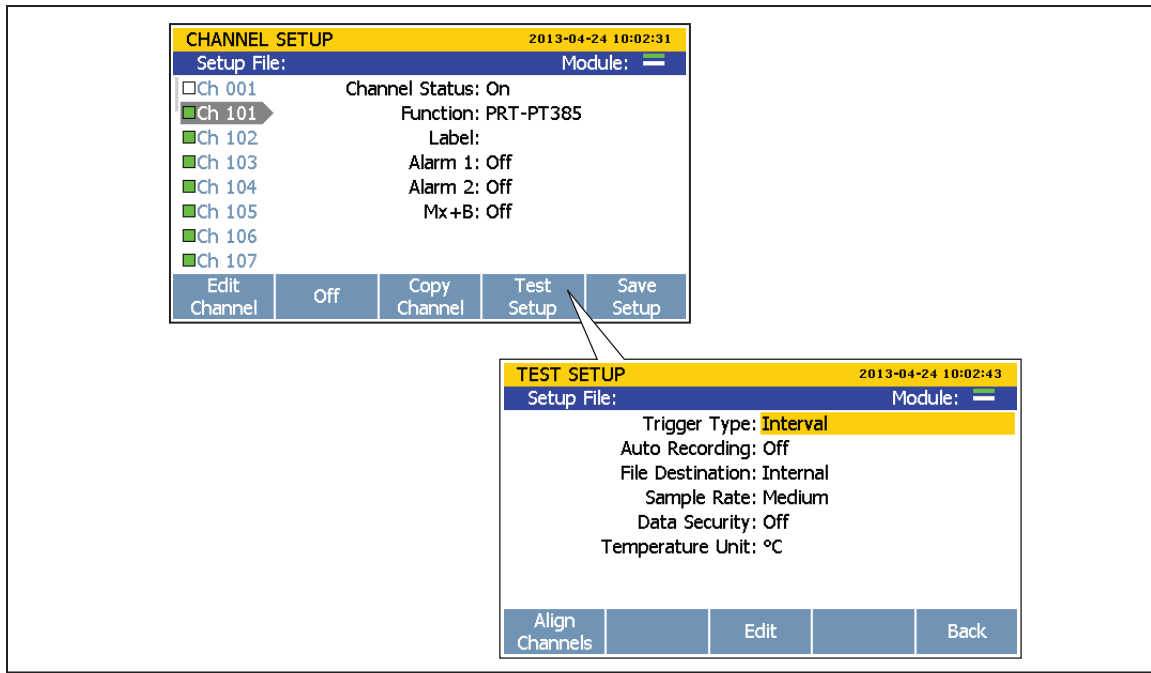 CHANNEL SETUP 2013-04-24 10:02:31
Setup File: Module:
Ch 001 Channel Status: On
Ch 101 Function: PRT-PT385
Ch 102 Label:
Ch 103 Alarm 1: Off
Ch 104 Alarm 2: Off
Ch 105 Mx+B: Off
Ch 106
Ch 107
Edit Channel
Off
Copy Channel
Test Setup
Save Setup
TEST SETUP 2013-04-24 10:02:43
Setup File: Module:
Trigger Type: Interval
Auto Recording: Off
File Destination: Internal
Sample Rate: Medium
Data Security: Off
Temperature Unit: °C
Align Channels
Edit
Back